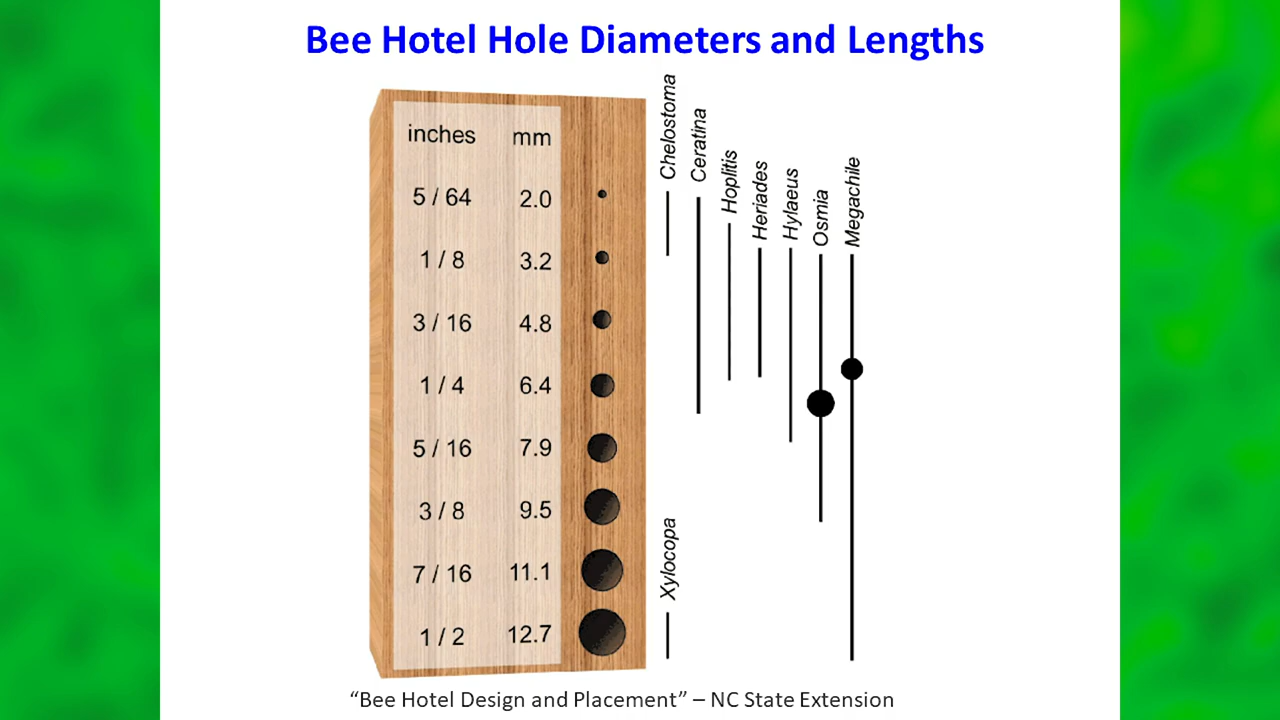 Bee Hotel Hole Diameters and Lengths
inches mm
5 / 64 2.0
1 / 8 3.2
3 / 16 4.8
1 / 4 6.4
5 / 16 7.9
3 / 8 9.5
7 / 16 11.1
1 / 2 12.7
Chelostoma
Ceratina
Hoplitis
Heriades
Hylaeus
Osmia
Megachile
Xylocopa
“Bee Hotel Design and Placement” – NC State Extension